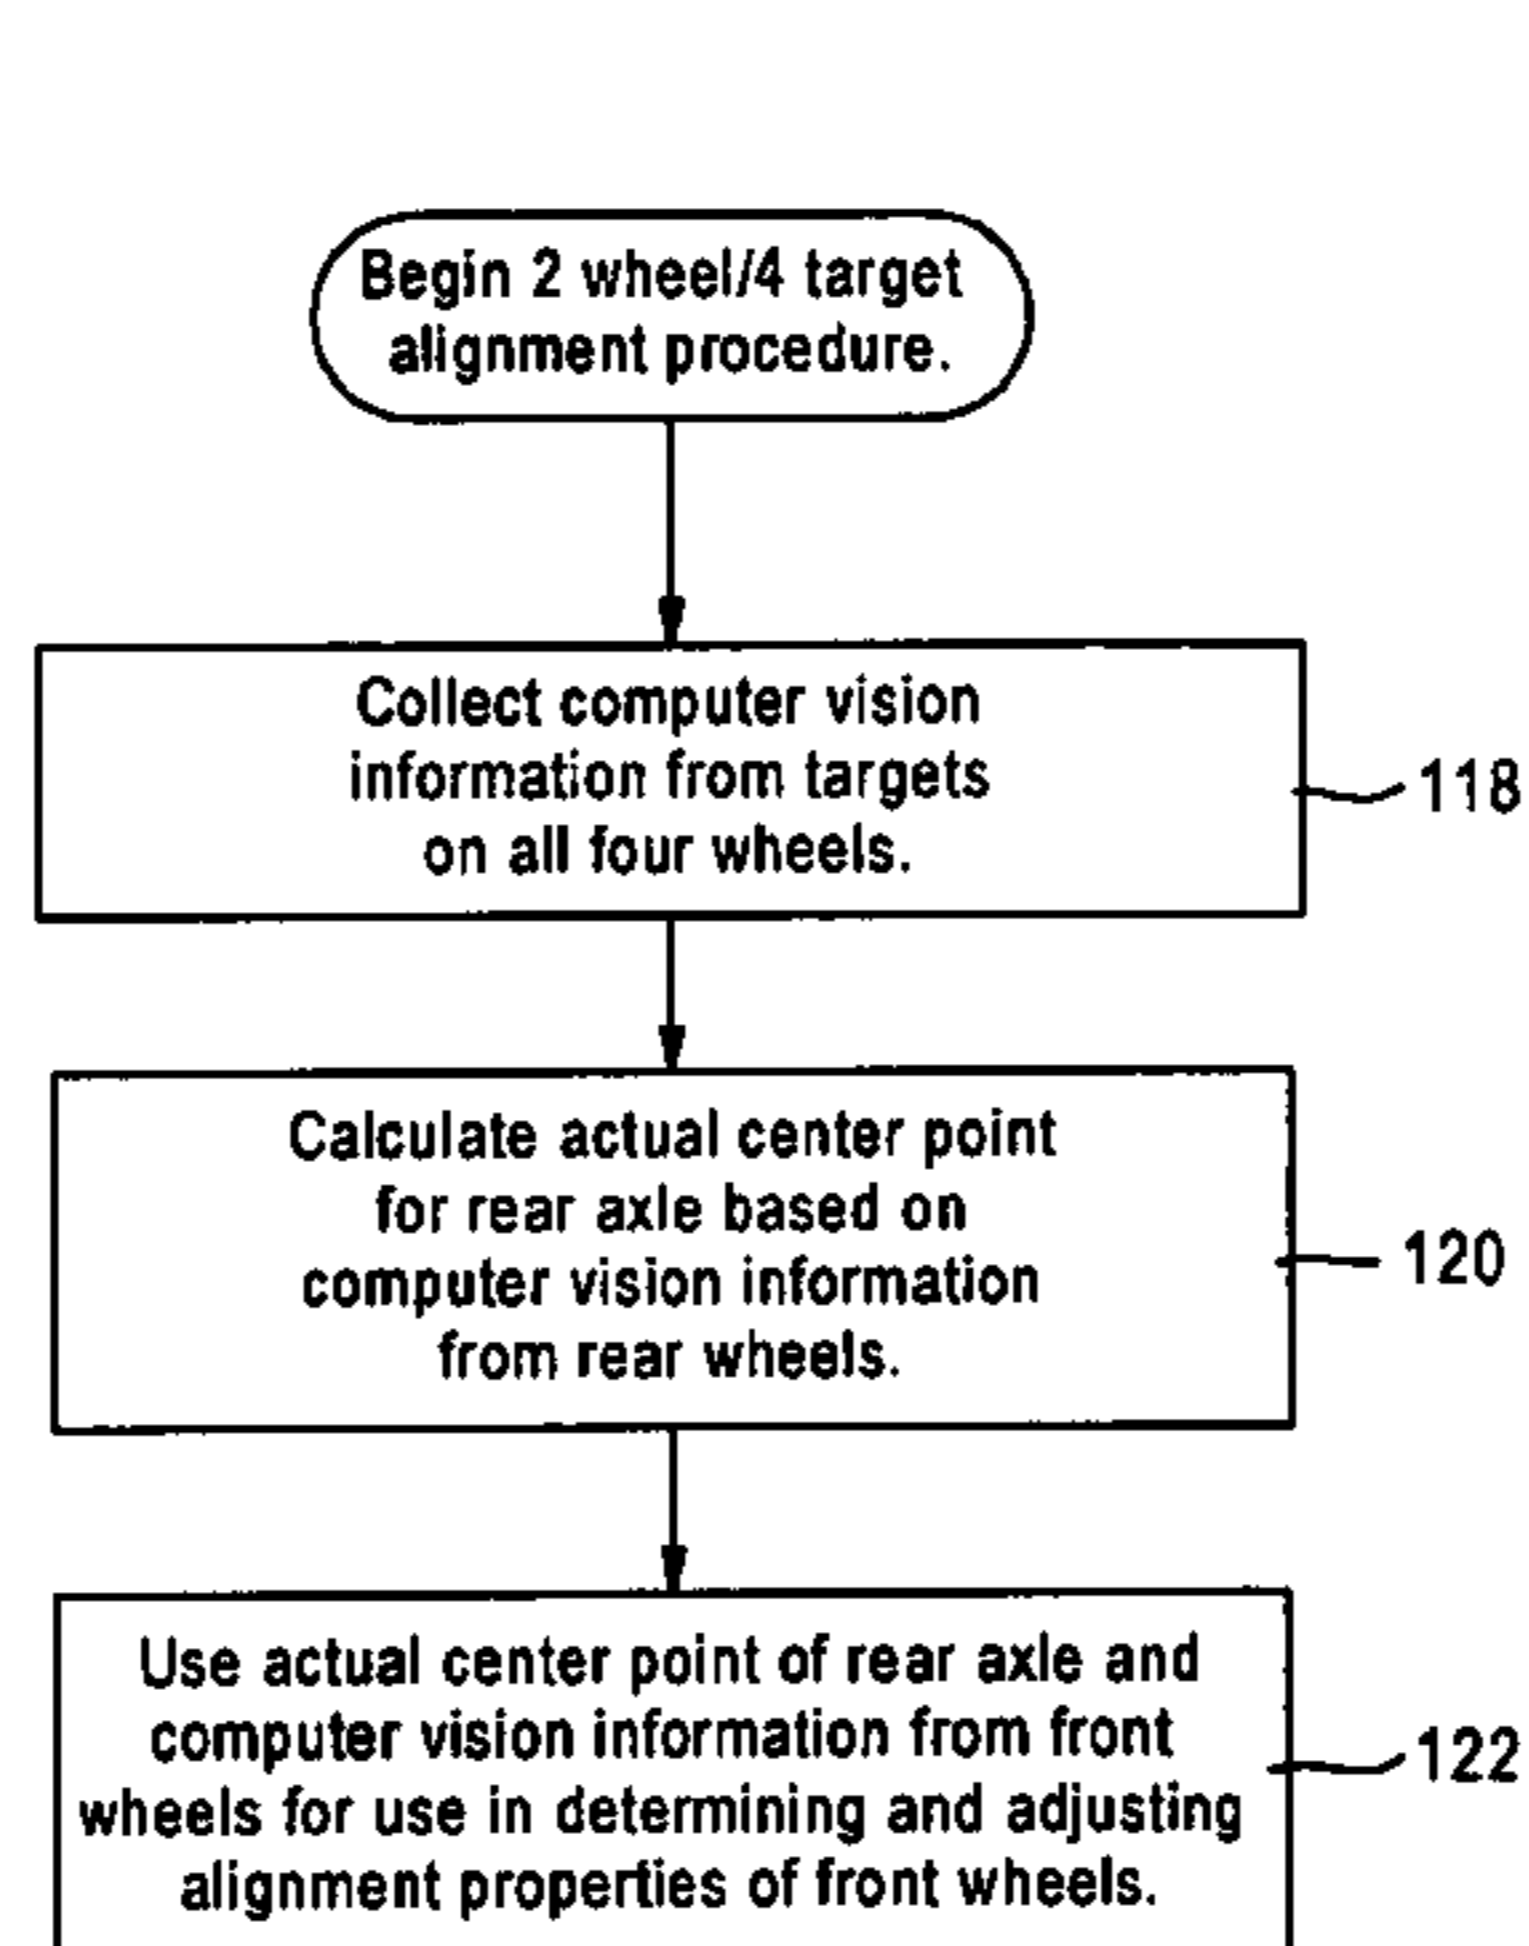 Begin 2 wheel/4 target
alignment procedure.
Collect computer vision
information from targets
on all four wheels.
118
Calculate actual center point
for rear axle based on
computer vision information
from rear wheels.
120
Use actual center point of rear axle and
computer vision information from front
wheels for use in determining and adjusting
alignment properties of front wheels.
122